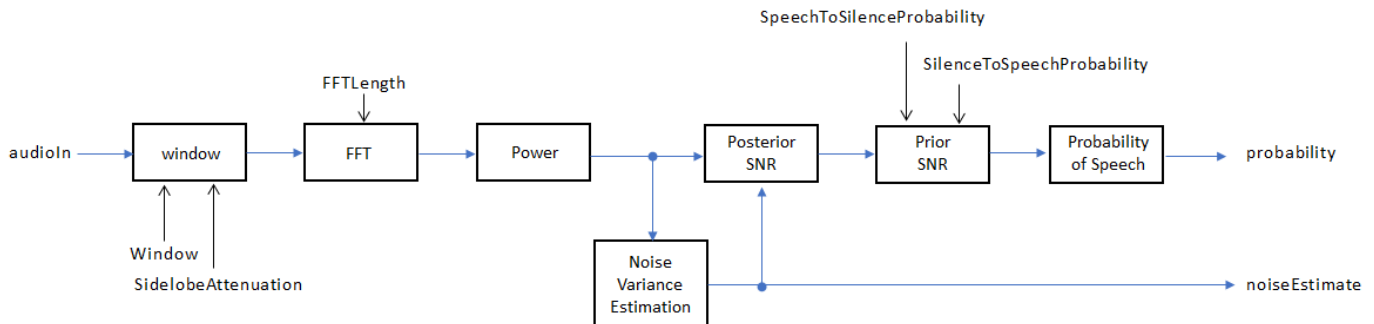 SpeechToSilenceProbability
SilenceToSpeechProbability
FFTLength
audioIn
window
FFT
Power
Posterior
SNR
Prior
SNR
Probability
of Speech
probability
Window
SidelobeAttenuation
Noise
Variance
Estimation
noiseEstimate